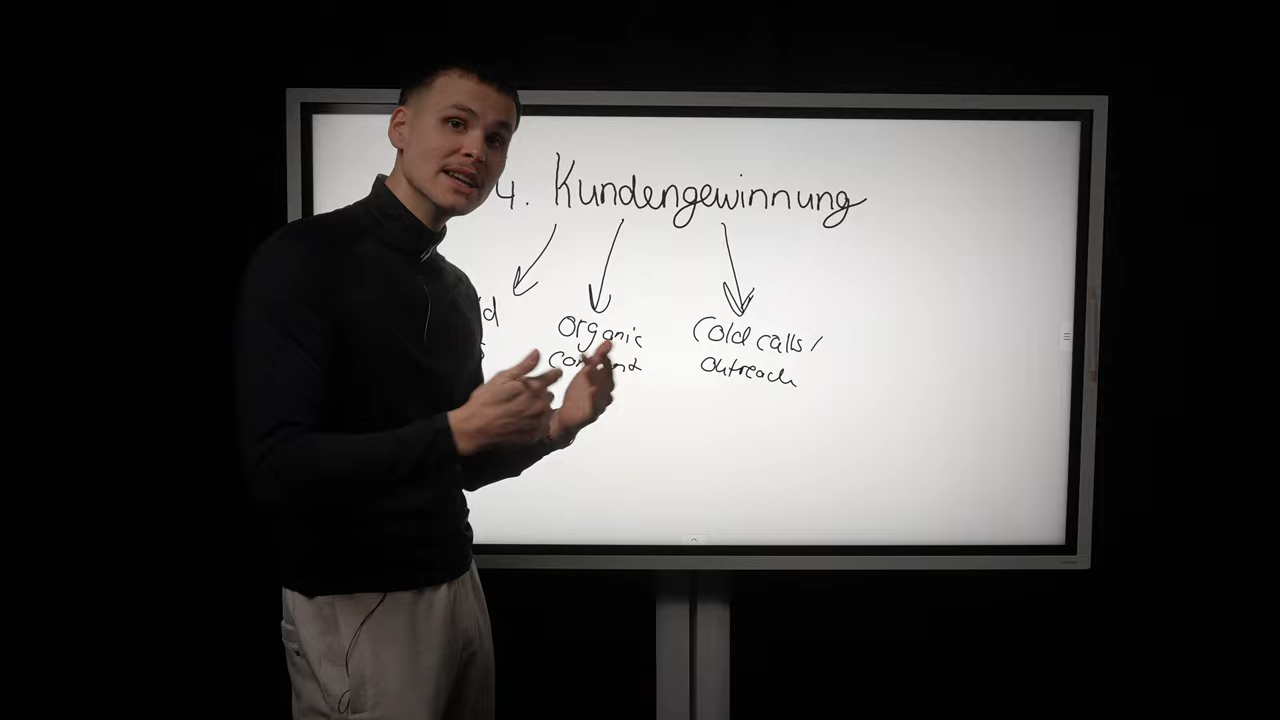 4. Kundengewinnung
organic
Cold calls /
outreach